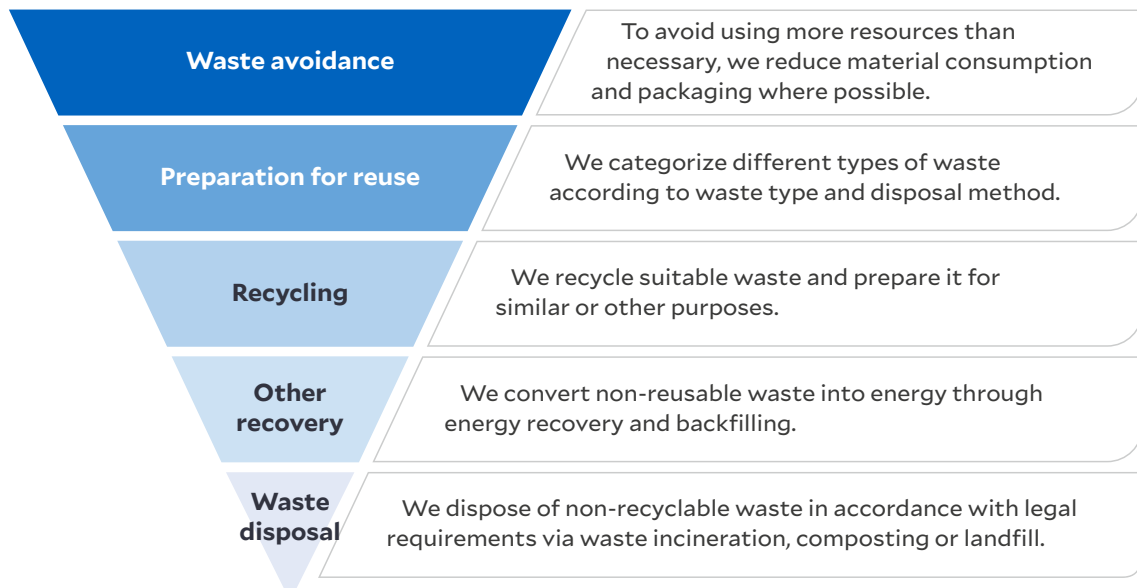 Waste avoidance
To avoid using more resources than
necessary, we reduce material consumption
and packaging where possible.
Preparation for reuse
We categorize different types of waste
according to waste type and disposal method.
Recycling
We recycle suitable waste and prepare it for
similar or other purposes.
Other
recovery
We convert non-reusable waste into energy through
energy recovery and backfilling.
Waste
disposal
We dispose of non-recyclable waste in accordance with legal
requirements via waste incineration, composting or landfill.